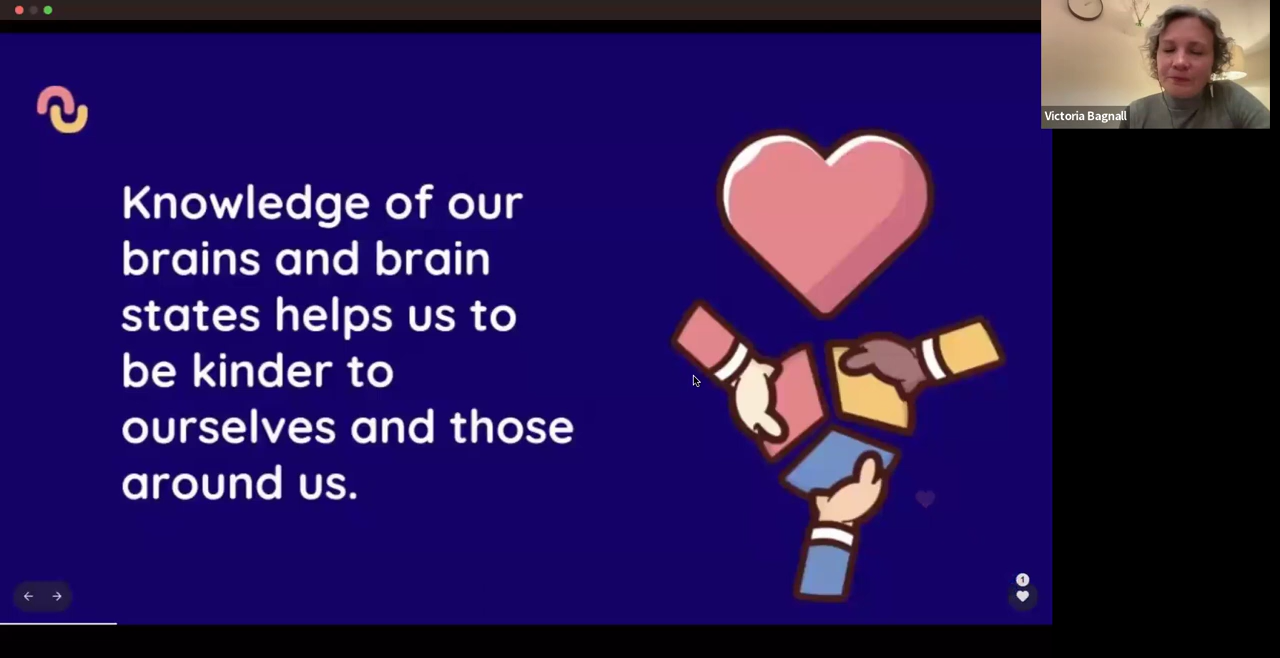 Victoria Bagnall
Knowledge of our
brains and brain
states helps us to
be kinder to
ourselves and those
around us.
1